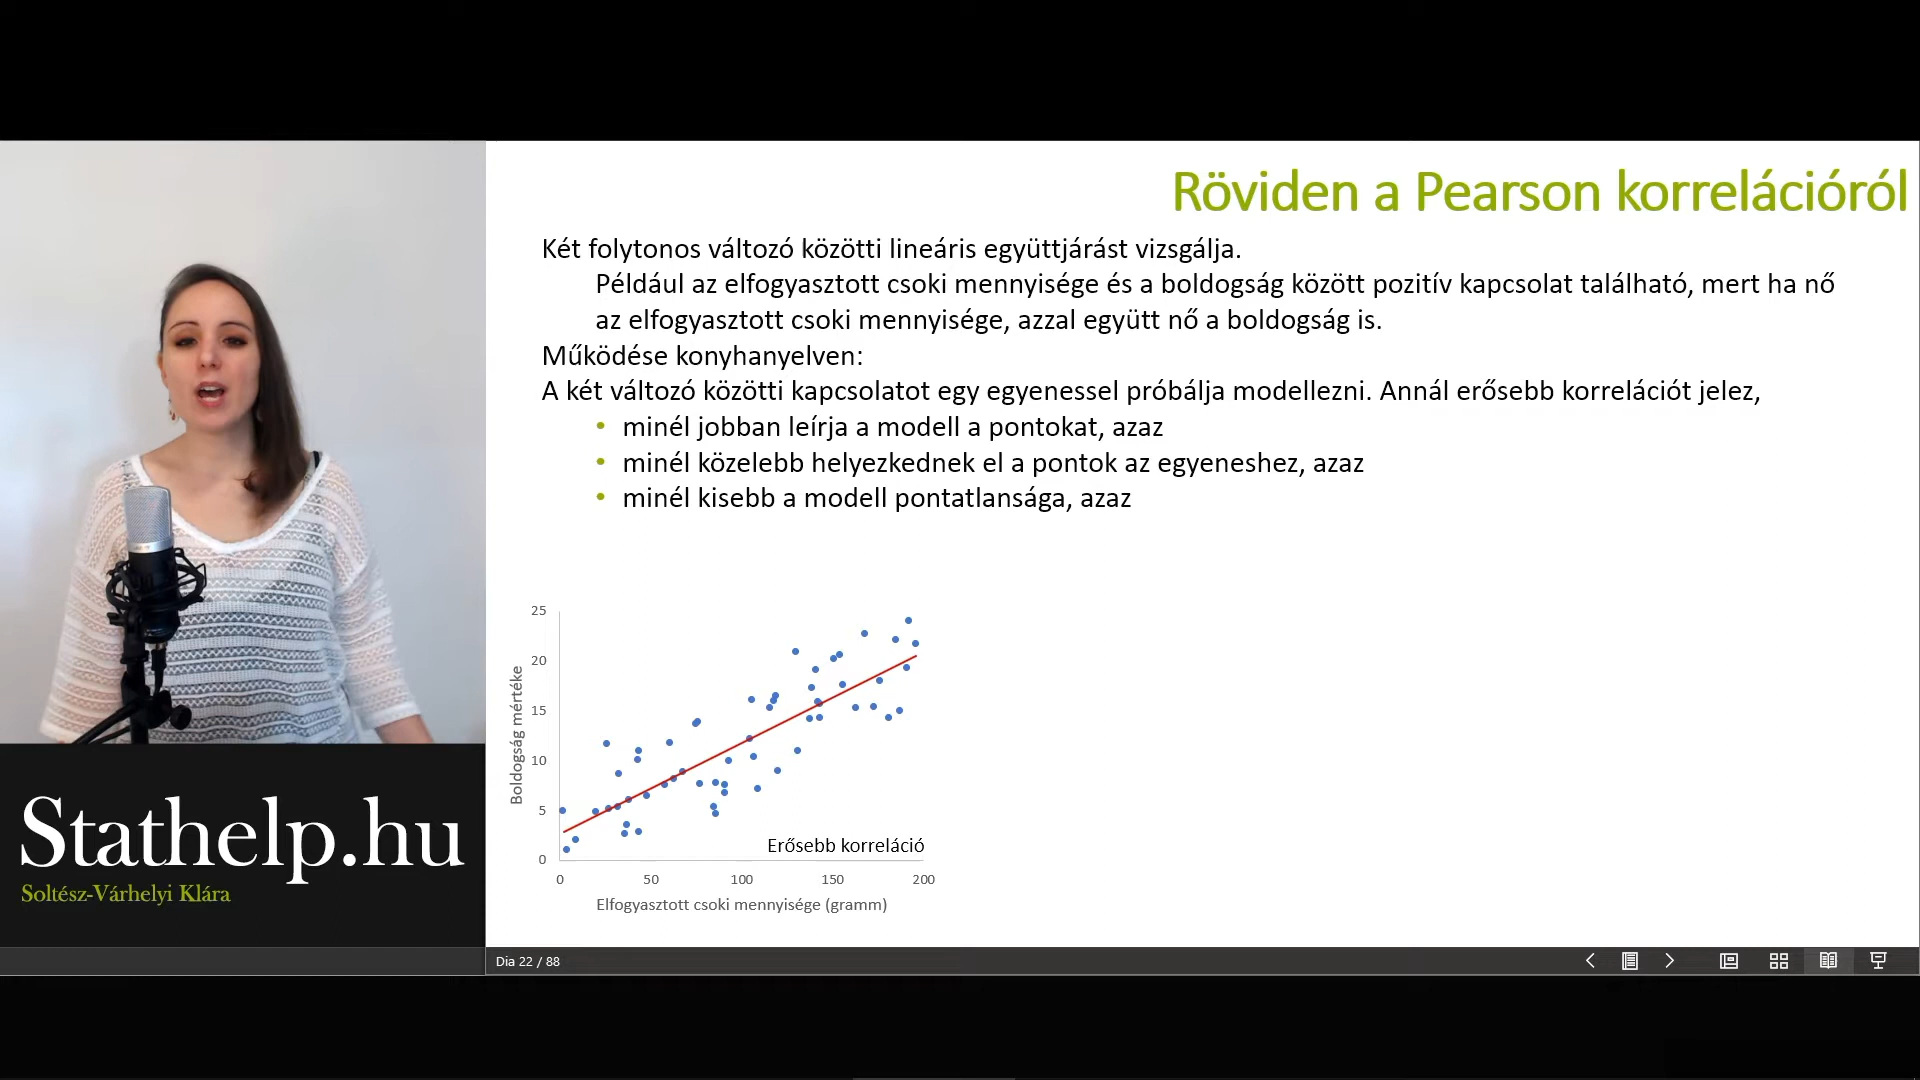 Röviden a Pearson korrelációról
Két folytonos változó közötti lineáris együttjárást vizsgálja.
Például az elfogyasztott csoki mennyisége és a boldogság között pozitív kapcsolat található, mert ha nő
az elfogyasztott csoki mennyisége, azzal együtt nő a boldogság is.
Működése konyhanyelven:
A két változó közötti kapcsolatot egy egyenessel próbálja modellezni. Annál erősebb korrelációt jelez,
• minél jobban leírja a modell a pontokat, azaz
• minél közelebb helyezkednek el a pontok az egyeneshez, azaz
• minél kisebb a modell pontatlansága, azaz
Boldogság mértéke
25
20
15
10
5
0
Erősebb korreláció
0 50 100 150 200
Elfogyasztott csoki mennyisége (gramm)
Stathelp.hu
Soltész-Várhelyi Klára
Dia 22 / 88